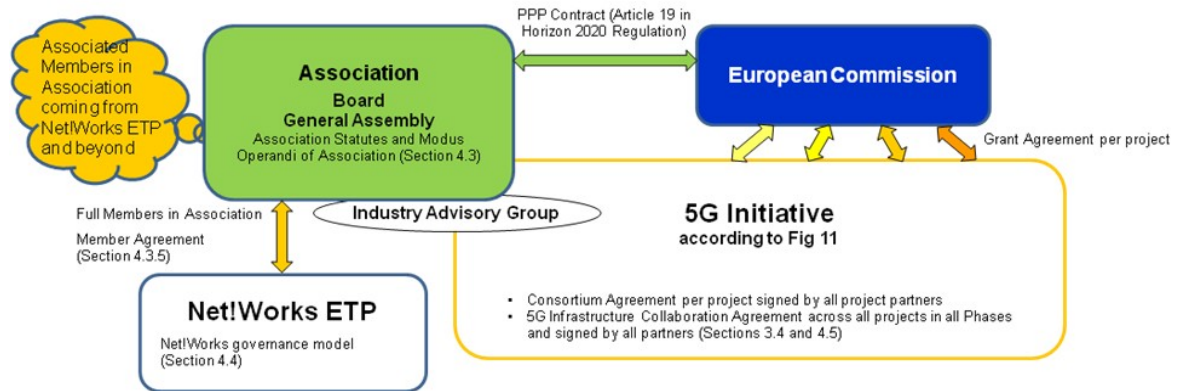 PPP Contract (Article 19 in
Horizon 2020 Regulation)
Associated
Members in
Association
coming from
Net!Works ETP
and beyond
Association
Board
General Assembly
Association Statutes and Modus
Operandi of Association (Section 4.3)
European Commission
Grant Agreement per project
Full Members in Association
Member Agreement
(Section 4.3.5)
Industry Advisory Group
5G Initiative
according to Fig 11
• Consortium Agreement per project signed by all project partners
• 5G Infrastructure Collaboration Agreement across all projects in all Phases
and signed by all partners (Sections 3.4 and 4.5)
Net!Works ETP
Net!Works governance model
(Section 4.4)